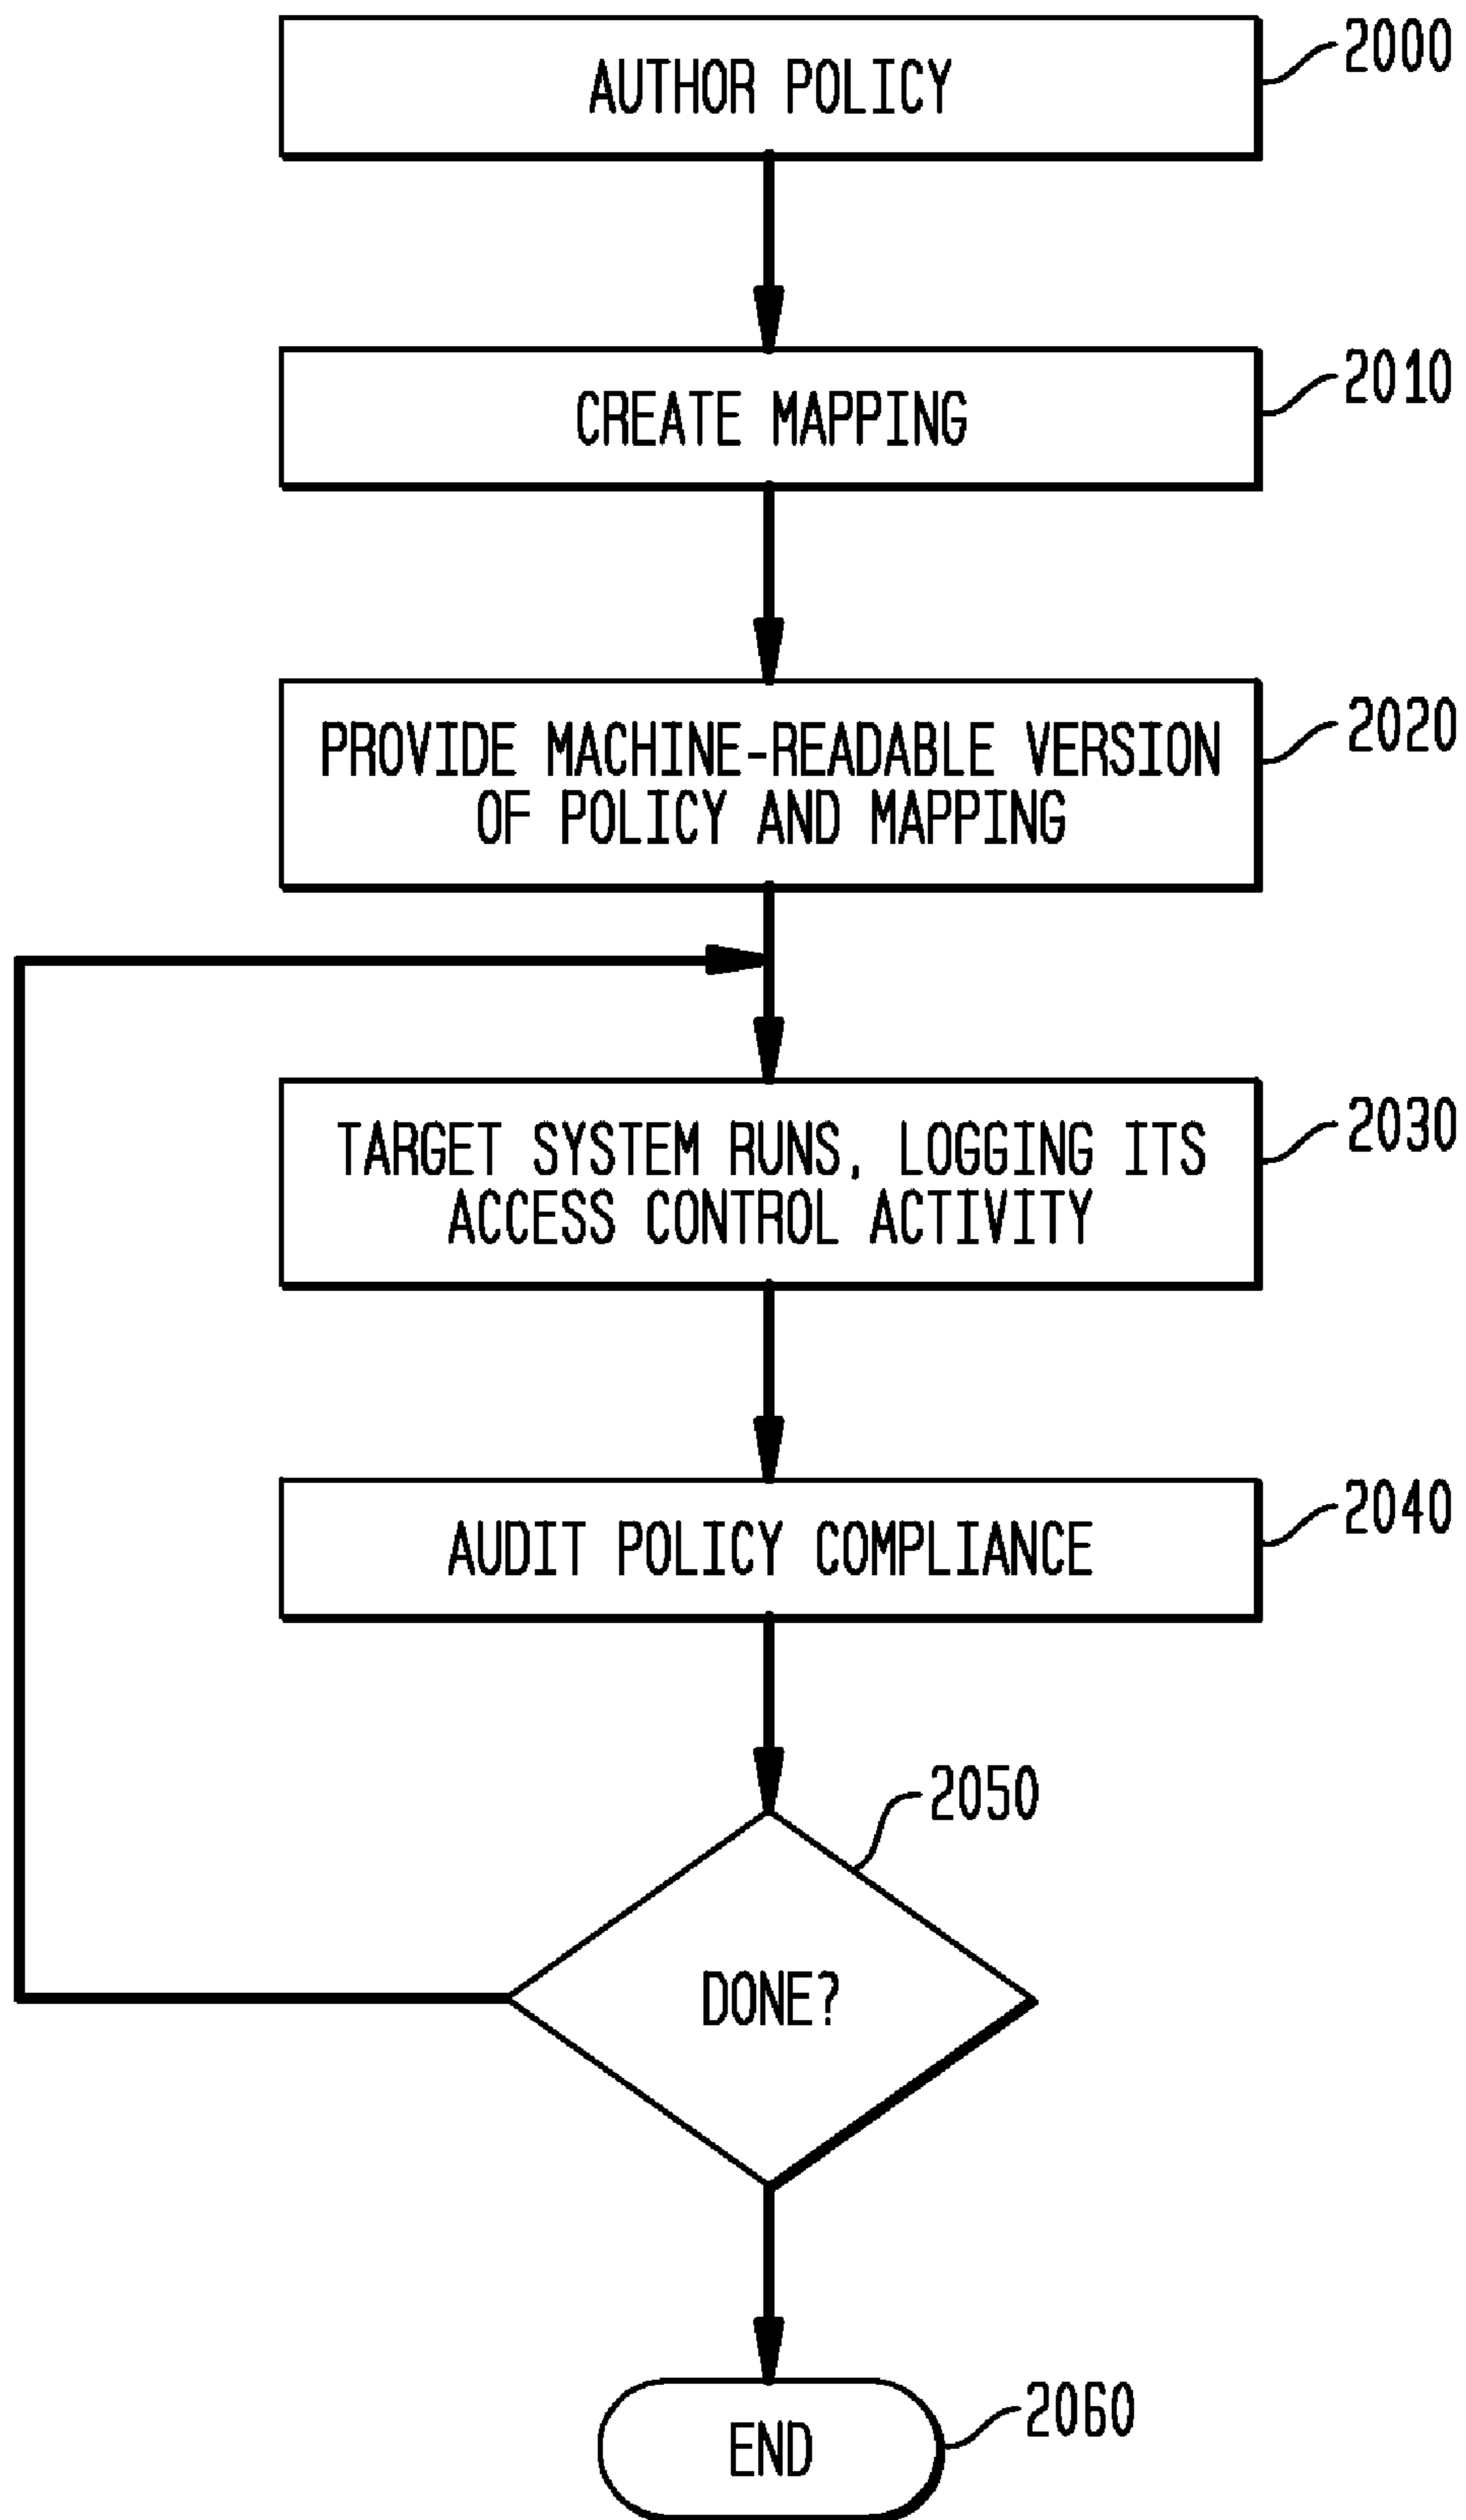 AUTHOR POLICY
2000
CREATE MAPPING
2010
PROVIDE MACHINE-READABLE VERSION
OF POLICY AND MAPPING
2020
TARGET SYSTEM RUNS, LOGGING ITS
ACCESS CONTROL ACTIVITY
2030
AUDIT POLICY COMPLIANCE
2040
2050
DONE?
END
2060